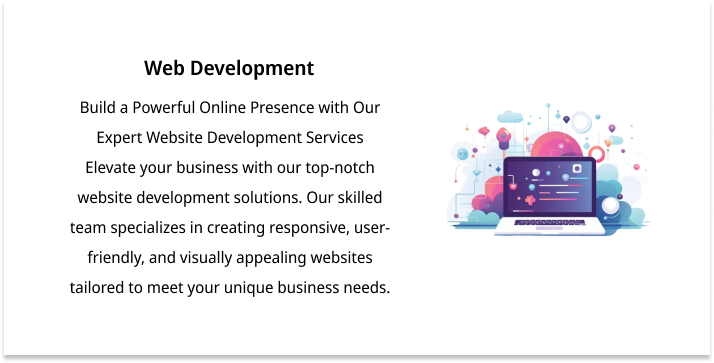 Web Development
Build a Powerful Online Presence with Our
Expert Website Development Services
Elevate your business with our top-notch
website development solutions. Our skilled
team specializes in creating responsive, user-
friendly, and visually appealing websites
tailored to meet your unique business needs.